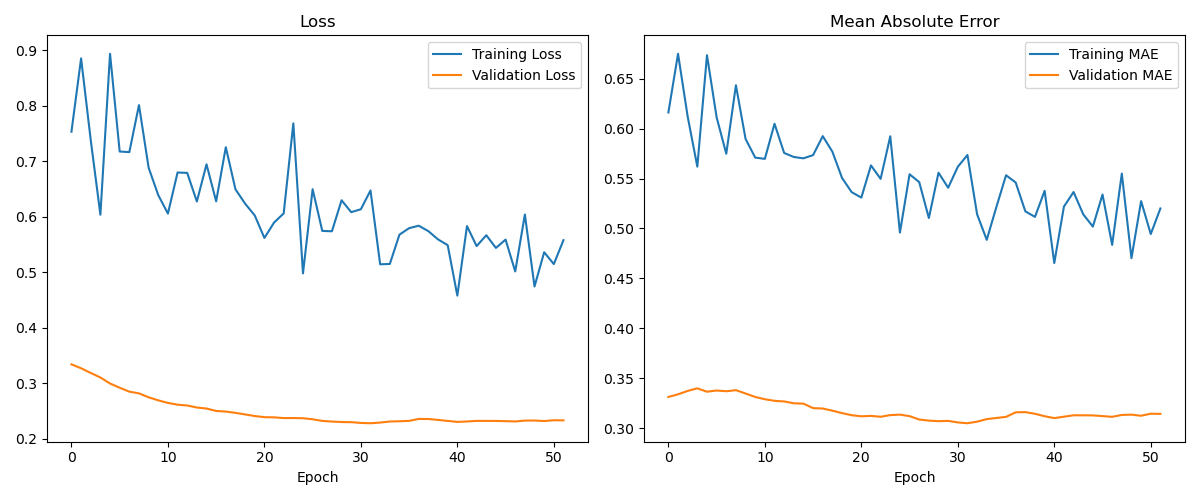 Loss
0.9
0.8
0.7
0.6
0.5
0.4
0.3
0.2
0 10 20 30 40 50
Epoch
Training Loss
Validation Loss
Mean Absolute Error
0.65
0.60
0.55
0.50
0.45
0.40
0.35
0.30
0 10 20 30 40 50
Epoch
Training MAE
Validation MAE